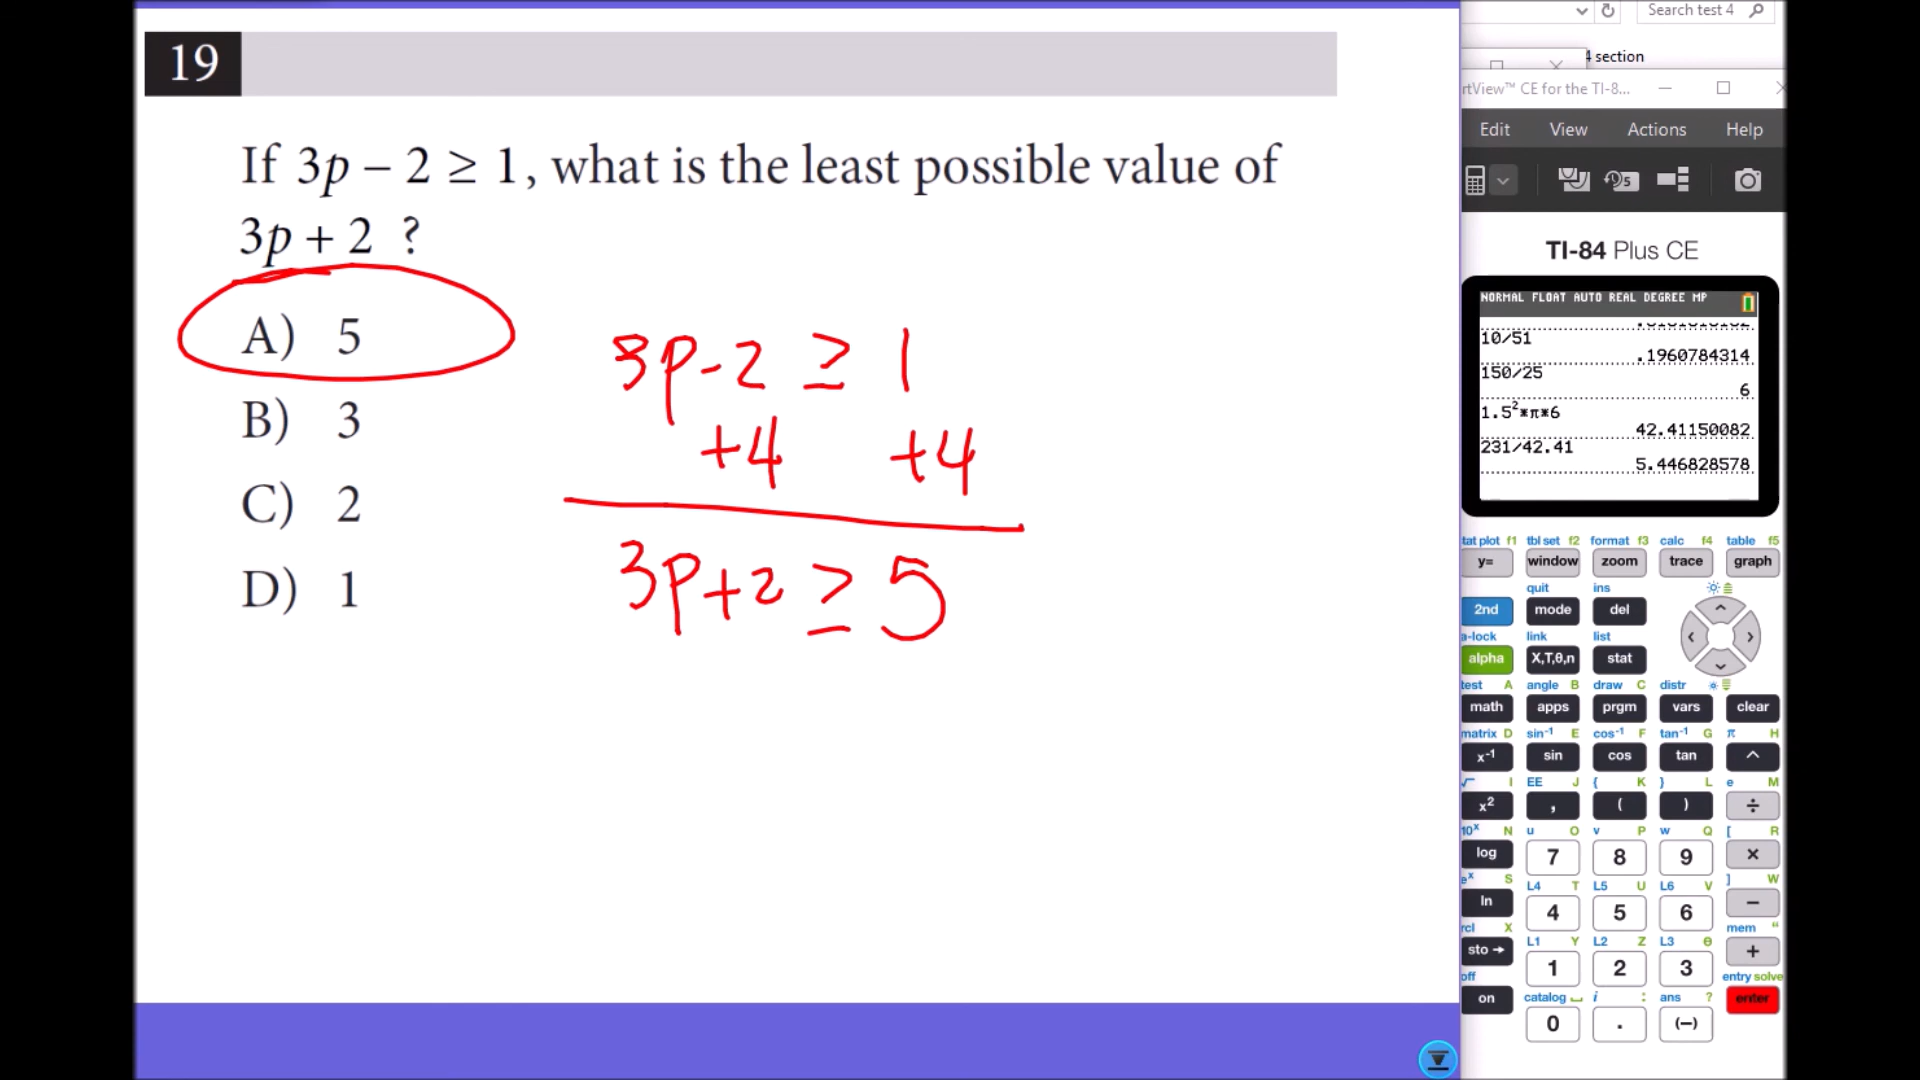 19
If 3p − 2 ≥ 1, what is the least possible value of
3p + 2 ?
A) 5
B) 3
C) 2
D) 1
3p-2 ≥ 1
+4 +4
3p+2 ≥ 5
Search test 4
4 section
rtView™ CE for the TI-8...
Edit View Actions Help
TI-84 Plus CE
NORMAL FLOAT AUTO REAL DEGREE MP
10/51
.1960784314
150/25
6
1.5²*π*6
42.41150082
231/42.41
5.446828578
tat plot f1 tbl set f2 format f3 calc f4 table f5
y= window zoom trace graph
quit ins
2nd mode del
a-lock link list
alpha X,T,θ,n stat
test A angle B draw C distr
math apps prgm vars clear
matrix D sin⁻¹ E cos⁻¹ F tan⁻¹ G π H
x⁻¹ sin cos tan ^
√ I EE J { K } L e M
x² , ( ) ÷
10ˣ N u O v P w Q [ R
log 7 8 9 ×
eˣ S L4 T L5 U L6 V ] W
ln 4 5 6 −
rcl X L1 Y L2 Z L3 θ mem “
sto → 1 2 3 +
off catalog ⎵ i : ans ? entry solve
on 0 . (−) enter